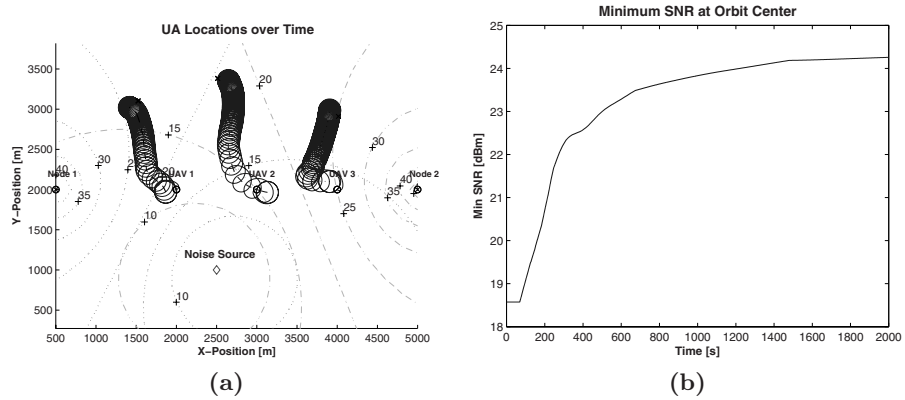 UA Locations over Time
Y-Position [m]
3500
3000
2500
2000
1500
1000
500
20
15
30
30
15
20
20
25
40
Node 1
UAV 1
UAV 2
UAV 3
Node 2
40
35
35
10
25
Noise Source
10
500 1000 1500 2000 2500 3000 3500 4000 4500 5000
X-Position [m]
(a)
Minimum SNR at Orbit Center
Min SNR [dBm]
25
24
23
22
21
20
19
18
0 200 400 600 800 1000 1200 1400 1600 1800 2000
Time [s]
(b)